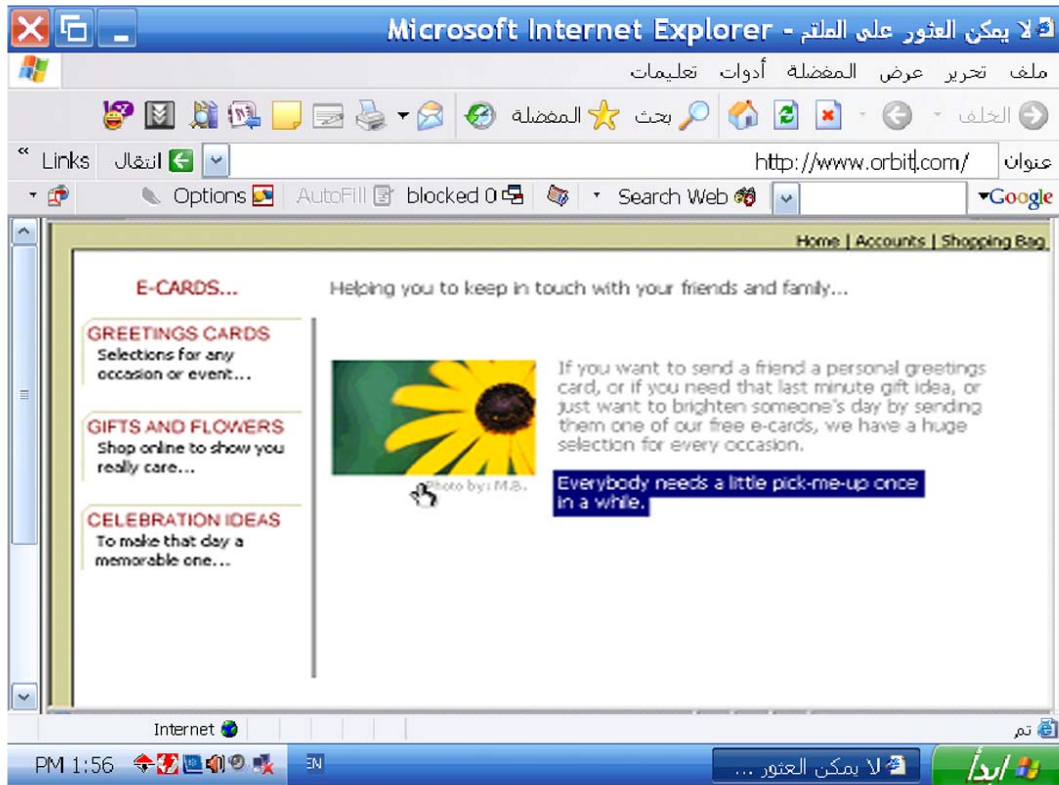 لا يمكن العثور على الملتم - Microsoft Internet Explorer
ملف تحرير عرض المفضلة أدوات تعليمات
الخلف بحث المفضلة
عنوان http://www.orbit.com/ انتقال Links
Google Search Web blocked 0 AutoFill Options
Home | Accounts | Shopping Bag
E-CARDS...
GREETINGS CARDS
Selections for any
occasion or event...
GIFTS AND FLOWERS
Shop online to show you
really care...
CELEBRATION IDEAS
To make that day a
memorable one...
Helping you to keep in touch with your friends and family...
Photo by: M.B.
If you want to send a friend a personal greetings
card, or if you need that last minute gift idea, or
just want to brighten someone's day by sending
them one of our free e-cards, we have a huge
selection for every occasion.
Everybody needs a little pick-me-up once
in a while.
تم Internet
ابدأ لا يمكن العثور ... EN PM 1:56